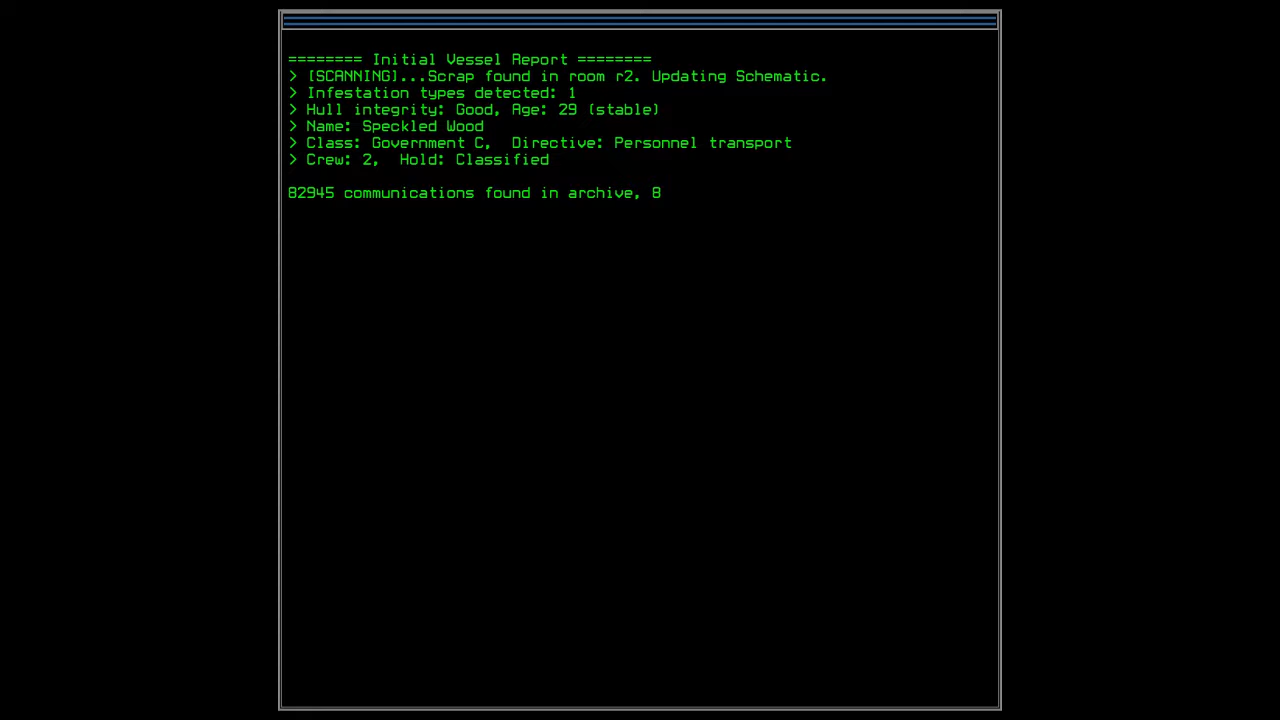 ======== Initial Vessel Report ========
> [SCANNING]...Scrap found in room r2. Updating Schematic.
> Infestation types detected: 1
> Hull integrity: Good, Age: 29 (stable)
> Name: Speckled Wood
> Class: Government C,  Directive: Personnel transport
> Crew: 2,  Hold: Classified
82945 communications found in archive, 8